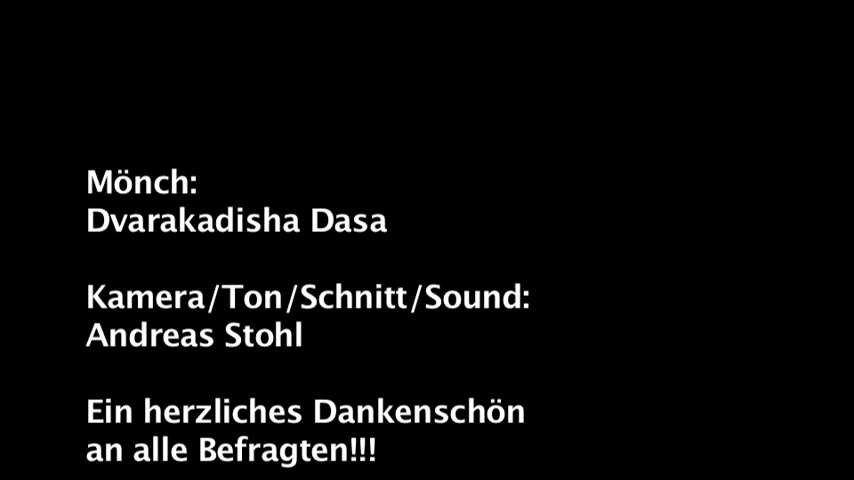 Mönch:
Dvarakadisha Dasa
Kamera/Ton/Schnitt/Sound:
Andreas Stohl
Ein herzliches Dankenschön
an alle Befragten!!!